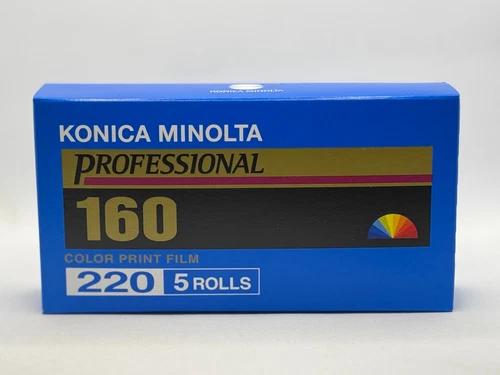 KONICA MINOLTA
KONICA MINOLTA
PROFESSIONAL
160
COLOR PRINT FILM
220 5 ROLLS